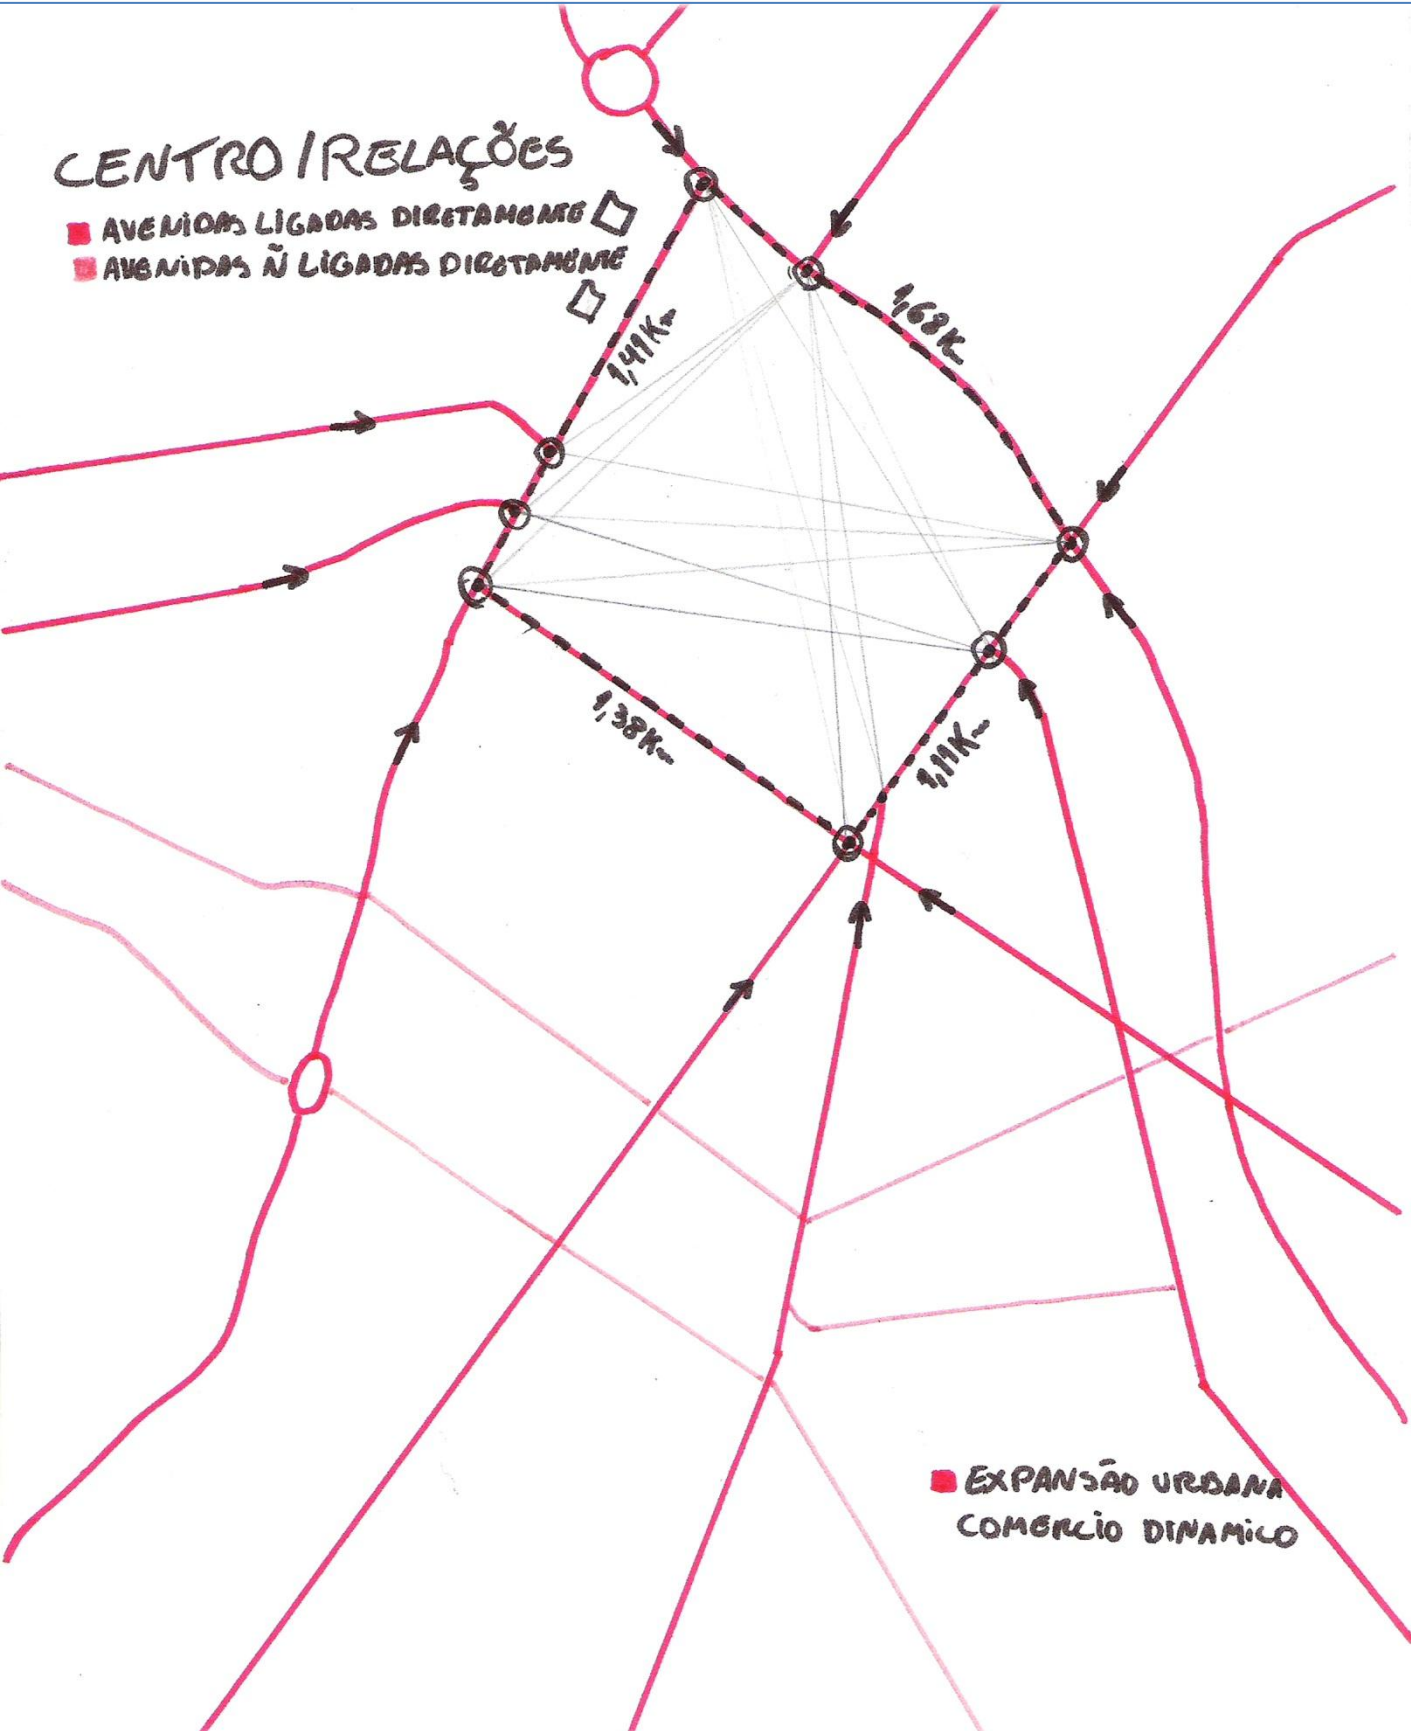 CENTRO/RELAÇÕES
AVENIDAS LIGADAS DIRETAMENTE
AVENIDAS Ñ LIGADAS DIRETAMENTE
1,68Km
1,41Km
1,38Km
1,11Km
EXPANSÃO URBANA
COMERCIO DINAMICO